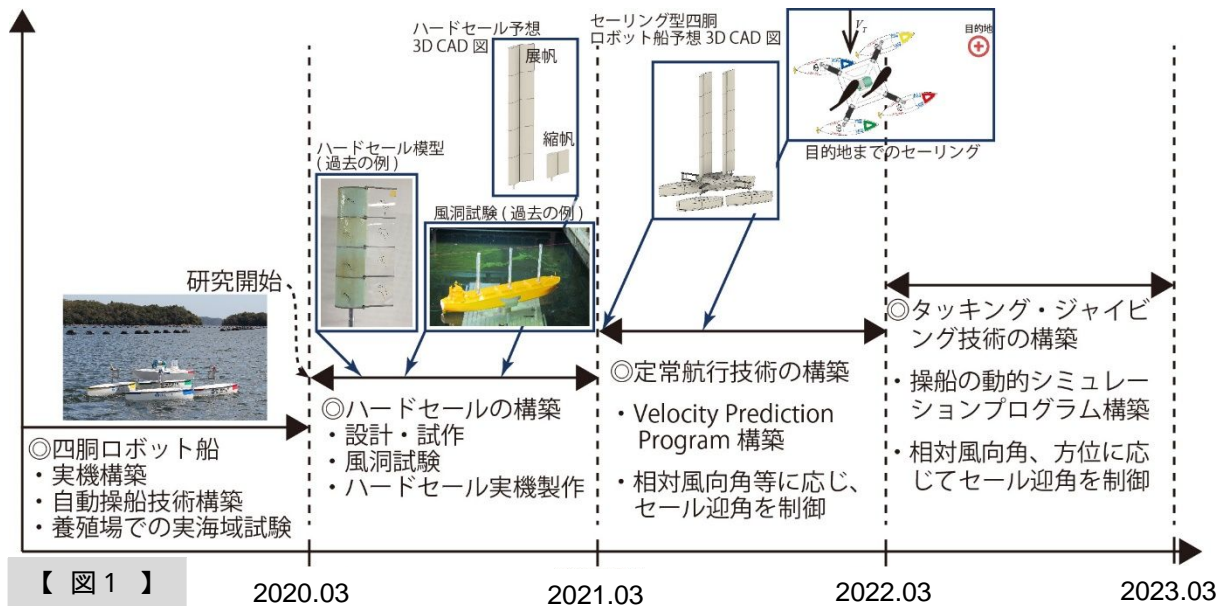 ハードセール予想
3D CAD 図
展帆
縮帆
セーリング型四胴
ロボット船予想 3D CAD 図
V_T
目的地
目的地までのセーリング
ハードセール模型
(過去の例)
風洞試験 (過去の例)
研究開始
◎四胴ロボット船
・実機構築
・自動操船技術構築
・養殖場での実海域試験
◎ハードセールの構築
・設計・試作
・風洞試験
・ハードセール実機製作
◎定常航行技術の構築
・Velocity Prediction
Program 構築
・相対風向角等に応じ、
セール迎角を制御
◎タッキング・ジャイビ
ング技術の構築
・操船の動的シミュレー
ションプログラム構築
・相対風向角、方位に応
じてセール迎角を制御
【 図1 】
2020.03
2021.03
2022.03
2023.03